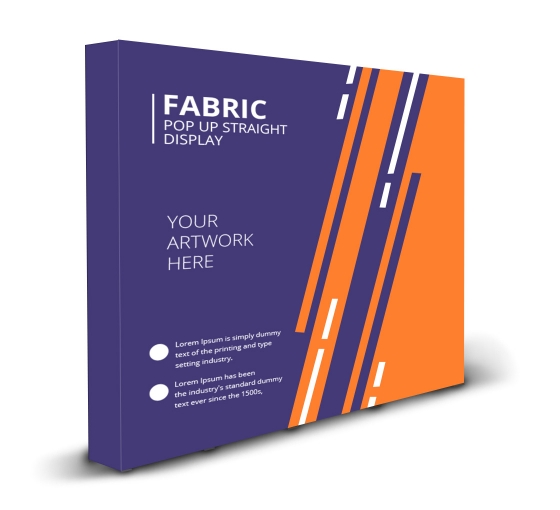 FABRIC
POP UP STRAIGHT
DISPLAY
YOUR
ARTWORK
HERE
Lorem Ipsum is simply dummy
text of the printing and type
setting industry.
Lorem Ipsum has been
the industry's standard dummy
text ever since the 1500s,